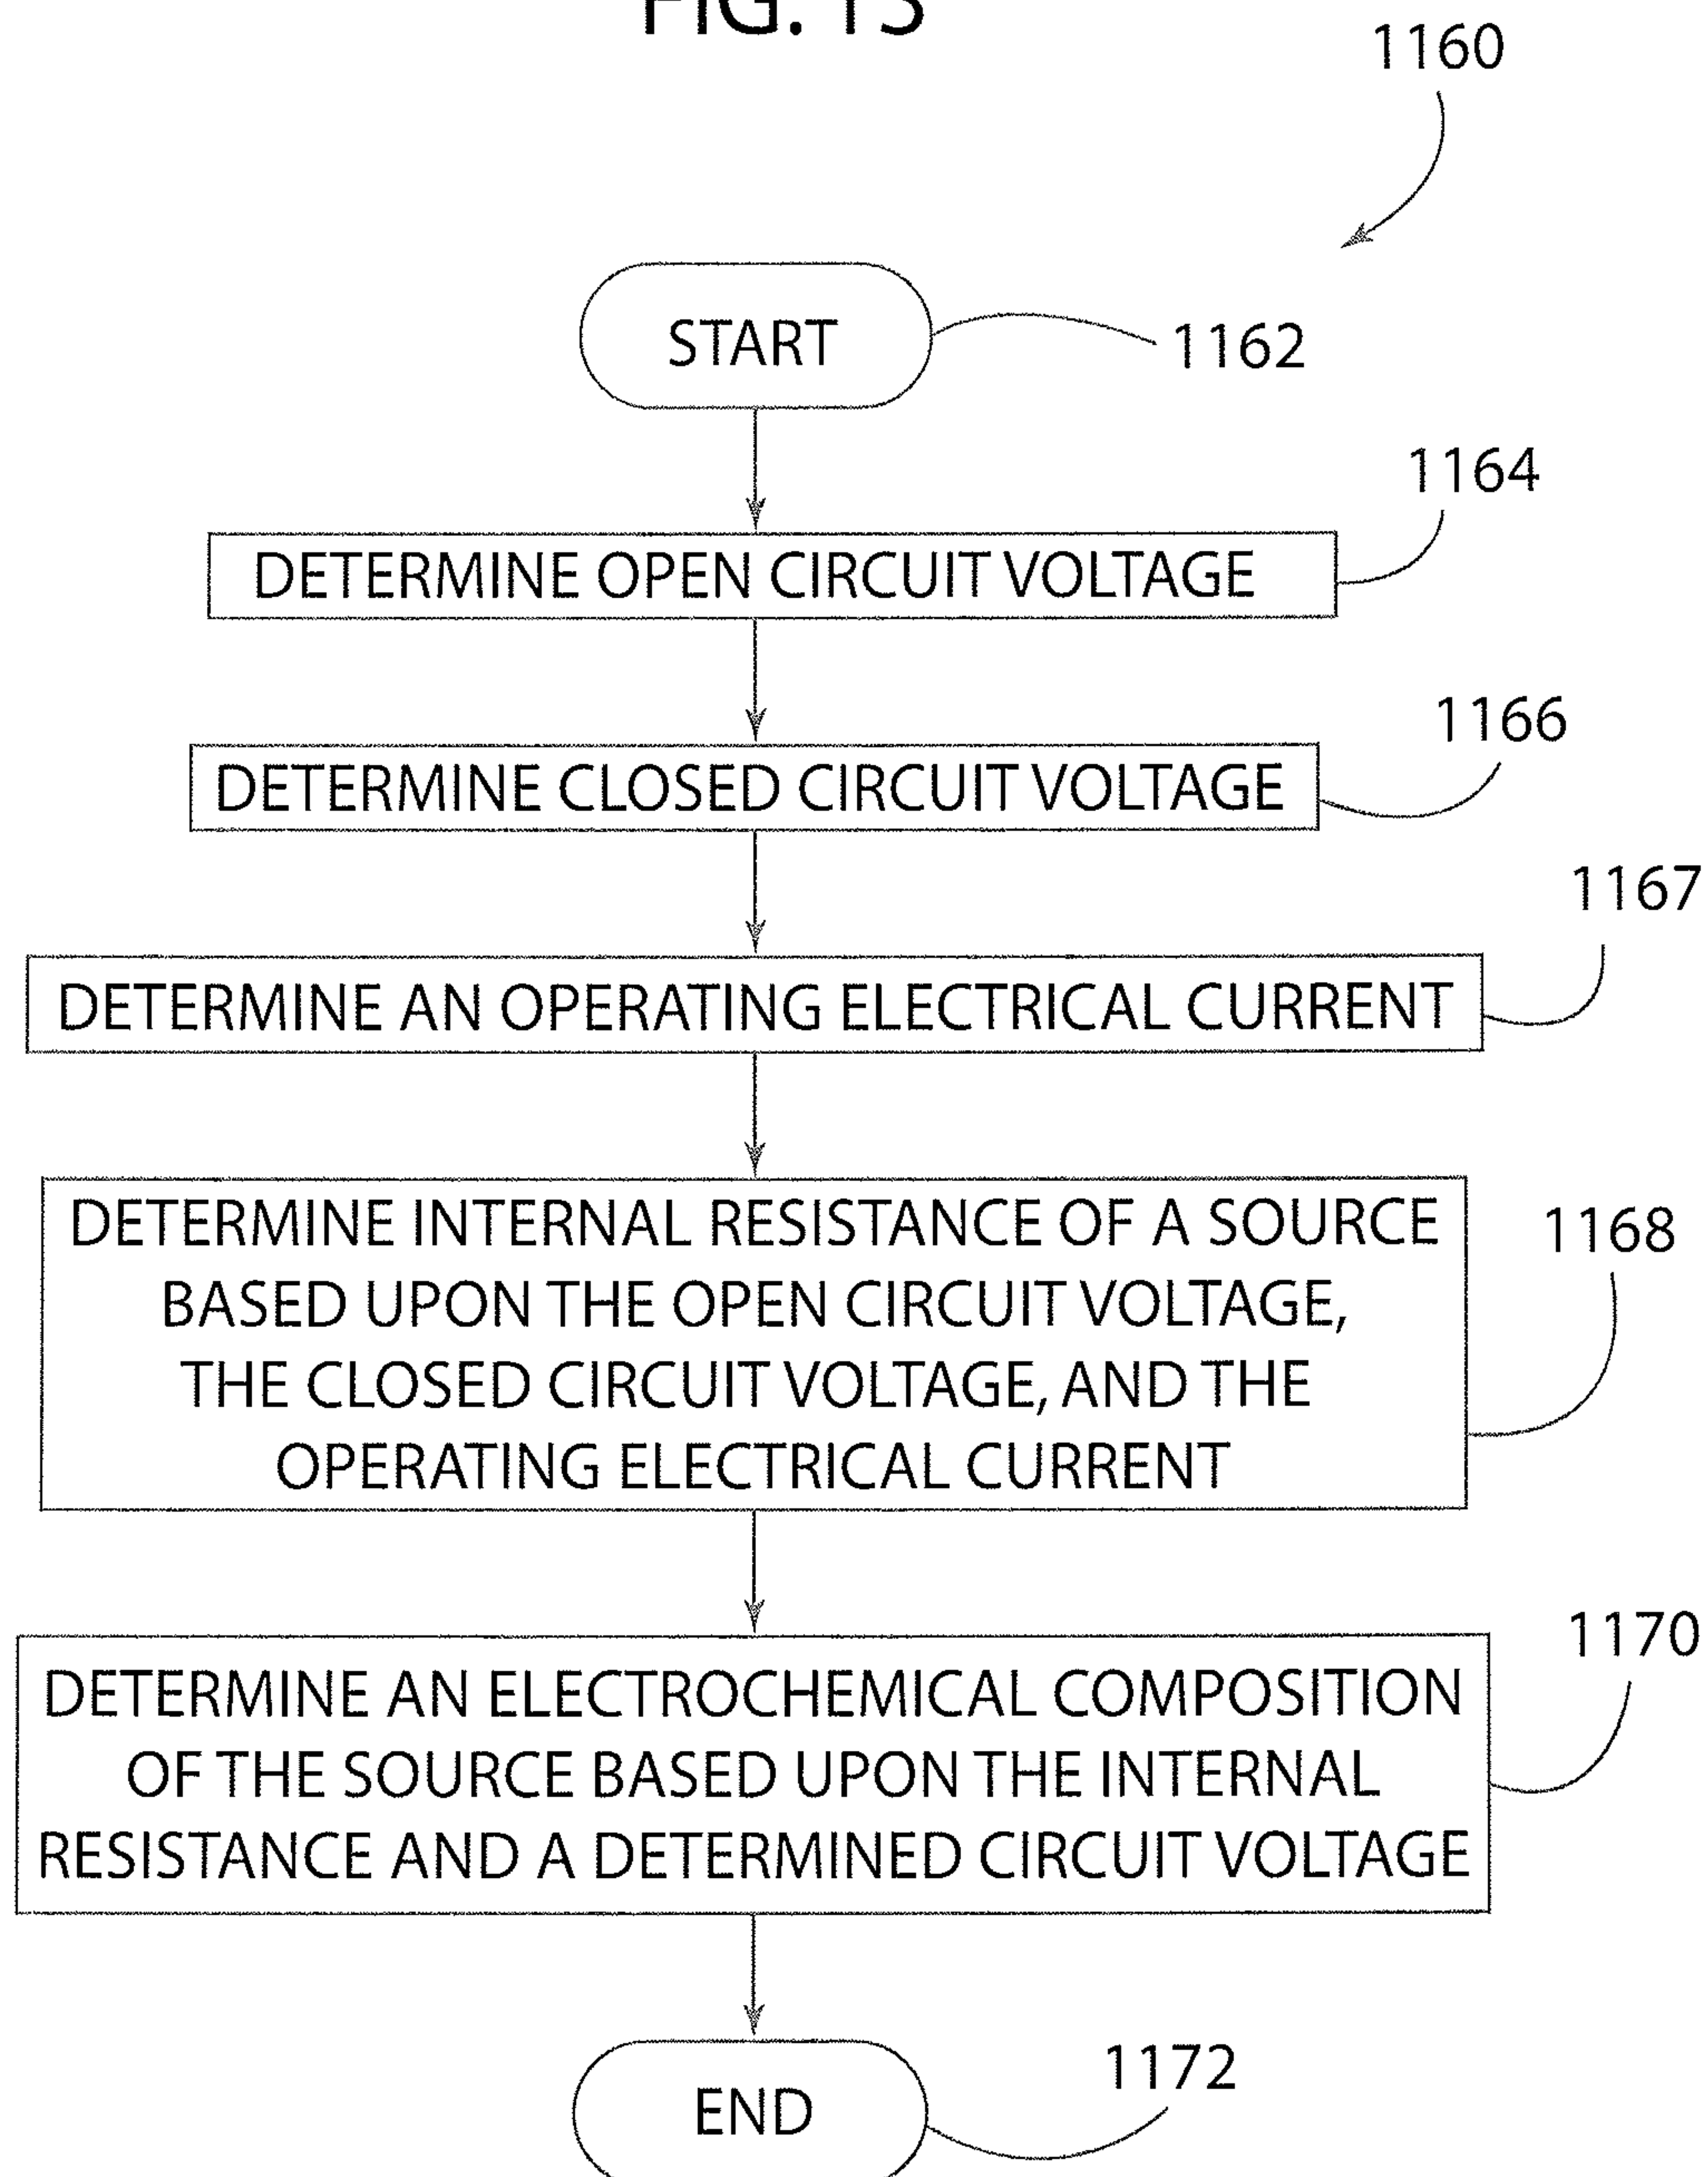 FIG.
1160
START
1162
1164
DETERMINE OPEN CIRCUIT VOLTAGE
1166
DETERMINE CLOSED CIRCUIT VOLTAGE
1167
DETERMINE AN OPERATING ELECTRICAL CURRENT
DETERMINE INTERNAL RESISTANCE OF A SOURCE
1168
BASED UPON THE OPEN CIRCUIT VOLTAGE,
THE CLOSED CIRCUIT VOLTAGE, AND THE
OPERATING ELECTRICAL CURRENT
1170
DETERMINE AN ELECTROCHEMICAL COMPOSITION
OF THE SOURCE BASED UPON THE INTERNAL
RESISTANCE AND A DETERMINED CIRCUIT VOLTAGE
1172
END